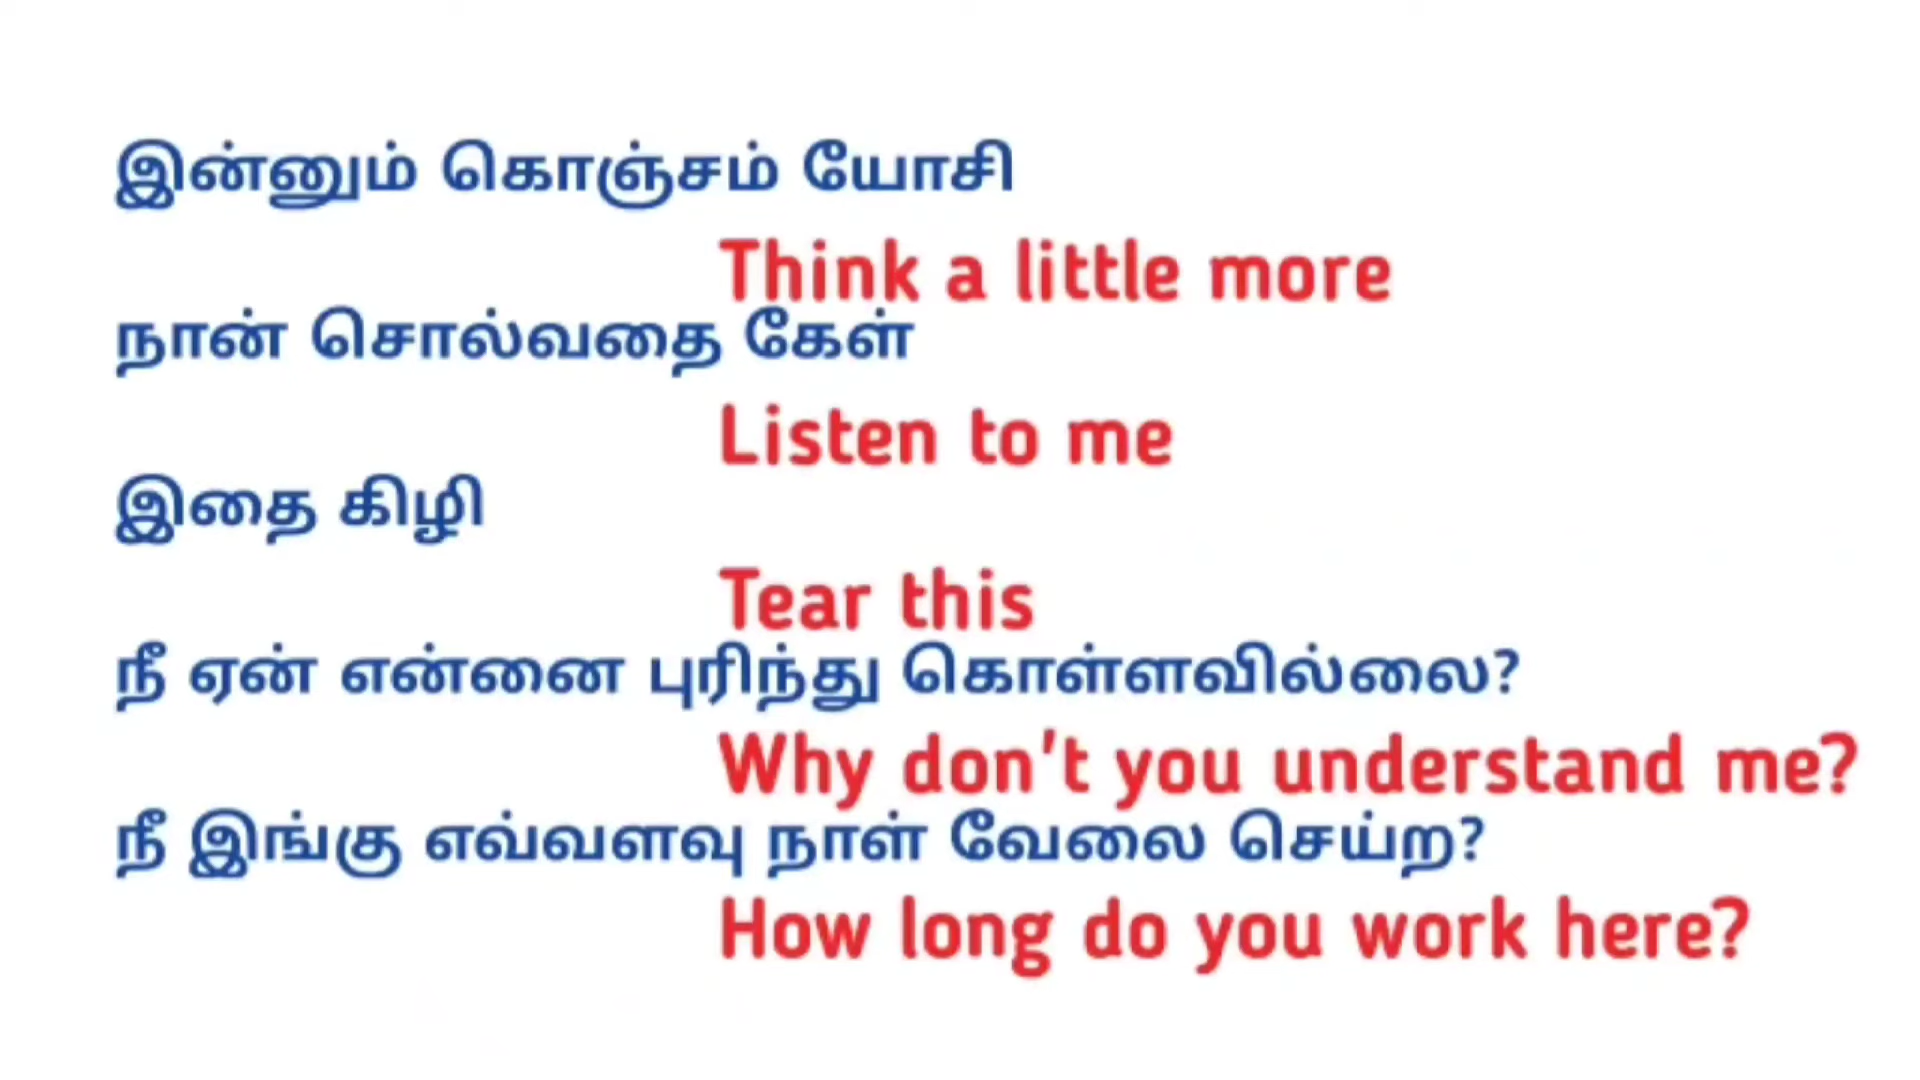 இன்னும் கொஞ்சம் யோசி
Think a little more
நான் சொல்வதை கேள்
Listen to me
இதை கிழி
Tear this
நீ ஏன் என்னை புரிந்து கொள்ளவில்லை?
Why don't you understand me?
நீ இங்கு எவ்வளவு நாள் வேலை செய்ற?
How long do you work here?